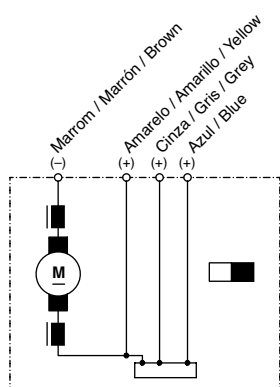 Marrom / Marrón / Brown
Amarelo / Amarillo / Yellow
Cinza / Gris / Grey
Azul / Blue
(–) (+) (+) (+)
M